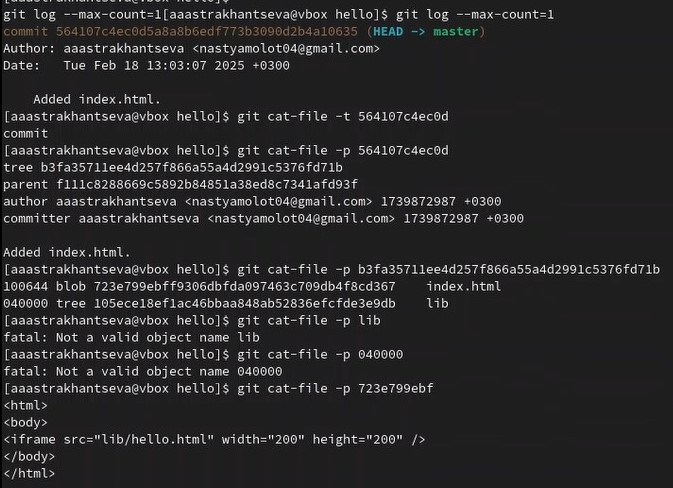 git log --max-count=1[aaastrakhantseva@vbox hello]$ git log --max-count=1
commit 564107c4ec0d5a8a8b6edf773b3090d2b4a10635 (HEAD -> master)
Author: aaastrakhantseva <nastyamolot04@gmail.com>
Date:   Tue Feb 18 13:03:07 2025 +0300

    Added index.html.
[aaastrakhantseva@vbox hello]$ git cat-file -t 564107c4ec0d
commit
[aaastrakhantseva@vbox hello]$ git cat-file -p 564107c4ec0d
tree b3fa35711ee4d257f866a55a4d2991c5376fd71b
parent f111c8288669c5892b84851a38ed8c7341afd93f
author aaastrakhantseva <nastyamolot04@gmail.com> 1739872987 +0300
committer aaastrakhantseva <nastyamolot04@gmail.com> 1739872987 +0300

Added index.html.
[aaastrakhantseva@vbox hello]$ git cat-file -p b3fa35711ee4d257f866a55a4d2991c5376fd71b
100644 blob 723e799ebff9306dbfda097463c709db4f8cd367    index.html
040000 tree 105ece18ef1ac46bbaa848ab52836efcfde3e9db    lib
[aaastrakhantseva@vbox hello]$ git cat-file -p lib
fatal: Not a valid object name lib
[aaastrakhantseva@vbox hello]$ git cat-file -p 040000
fatal: Not a valid object name 040000
[aaastrakhantseva@vbox hello]$ git cat-file -p 723e799ebf
<html>
<body>
<iframe src="lib/hello.html" width="200" height="200" />
</body>
</html>